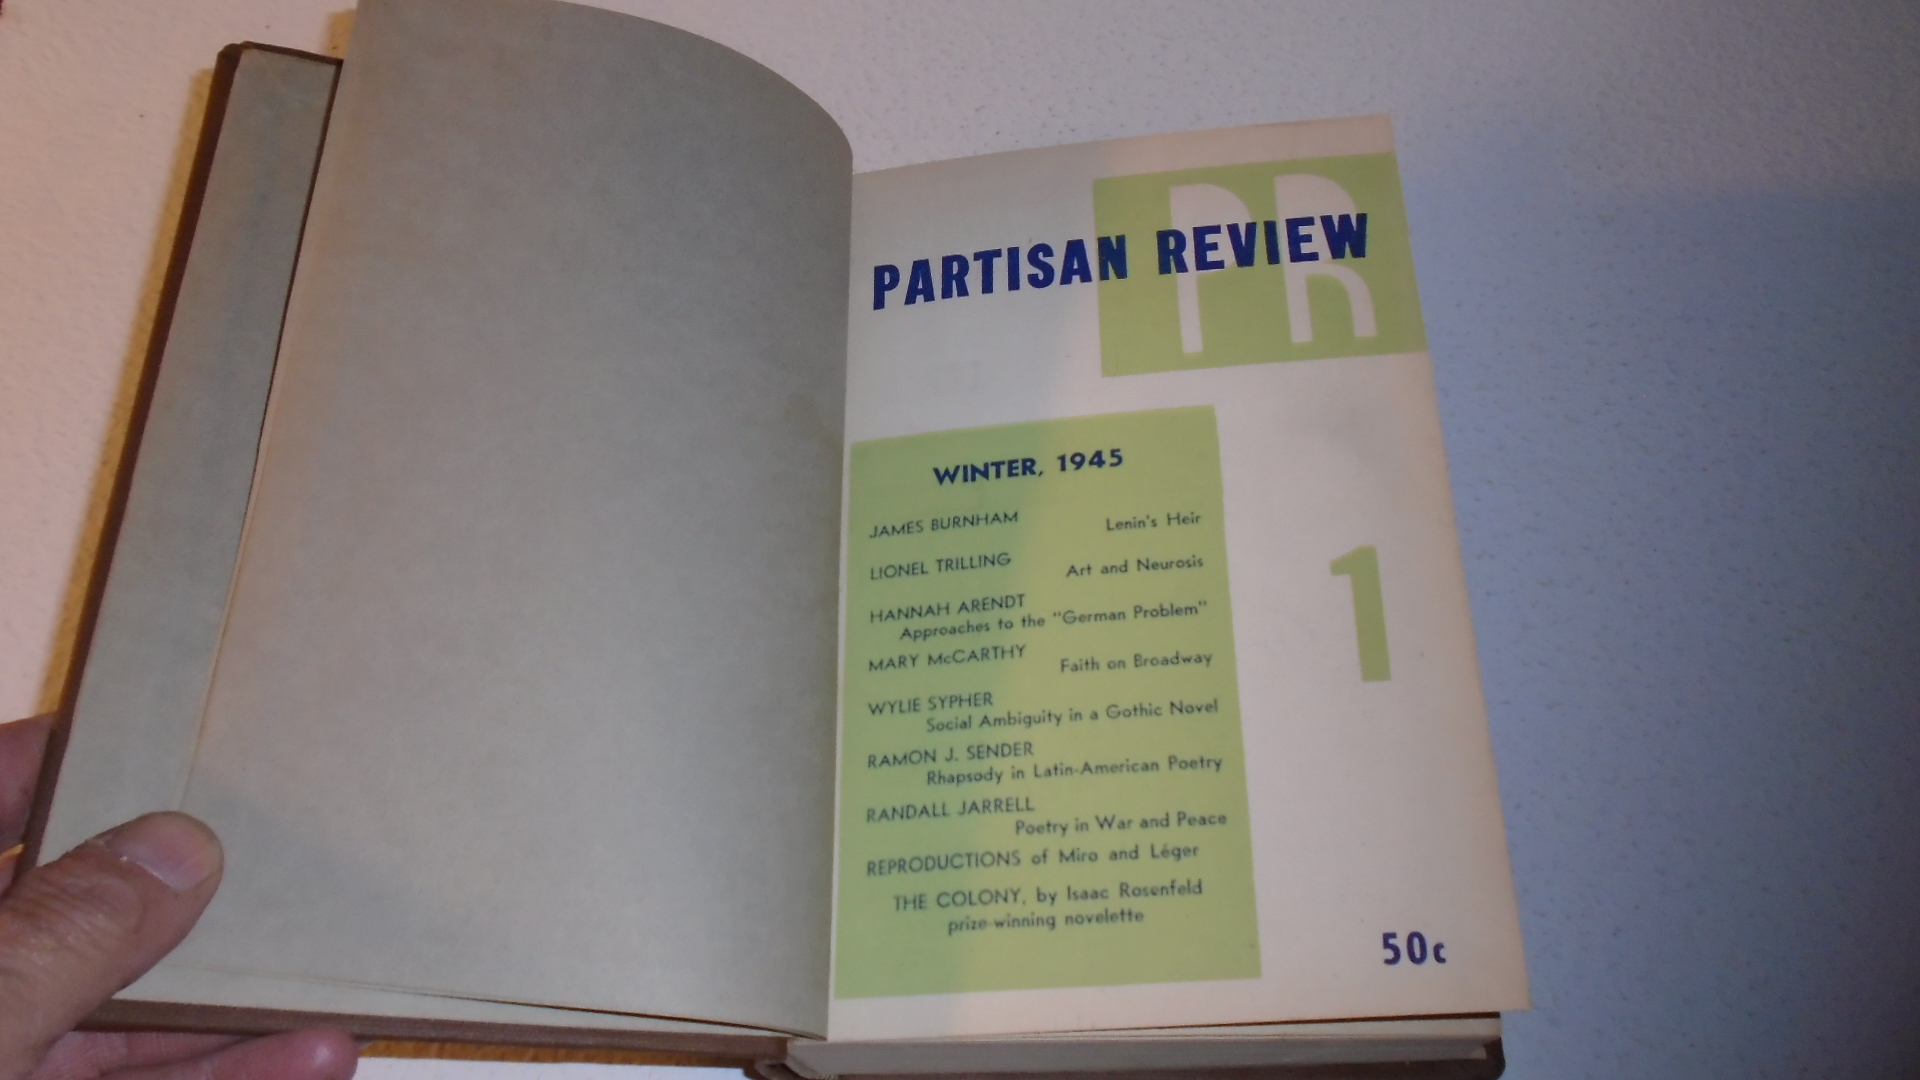 PR
PARTISAN REVIEW
WINTER, 1945
JAMES BURNHAM Lenin's Heir
LIONEL TRILLING Art and Neurosis
HANNAH ARENDT
Approaches to the "German Problem"
MARY McCARTHY Faith on Broadway
WYLIE SYPHER
Social Ambiguity in a Gothic Novel
RAMON J. SENDER
Rhapsody in Latin-American Poetry
RANDALL JARRELL
Poetry in War and Peace
REPRODUCTIONS of Miro and Léger
THE COLONY, by Isaac Rosenfeld
prize-winning novelette
1
50c